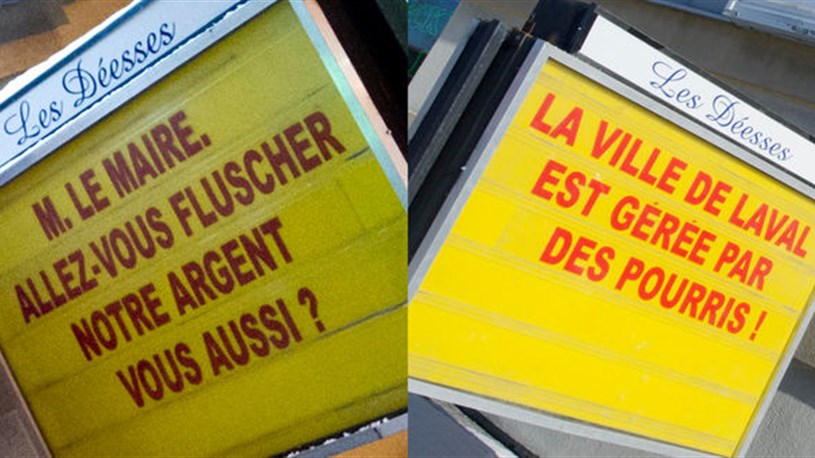 Les Déesses
M. LE MAIRE.
ALLEZ-VOUS FLUSCHER
NOTRE ARGENT
VOUS AUSSI ?
Les Déesses
LA VILLE DE LAVAL
EST GÉRÉE PAR
DES POURRIS !